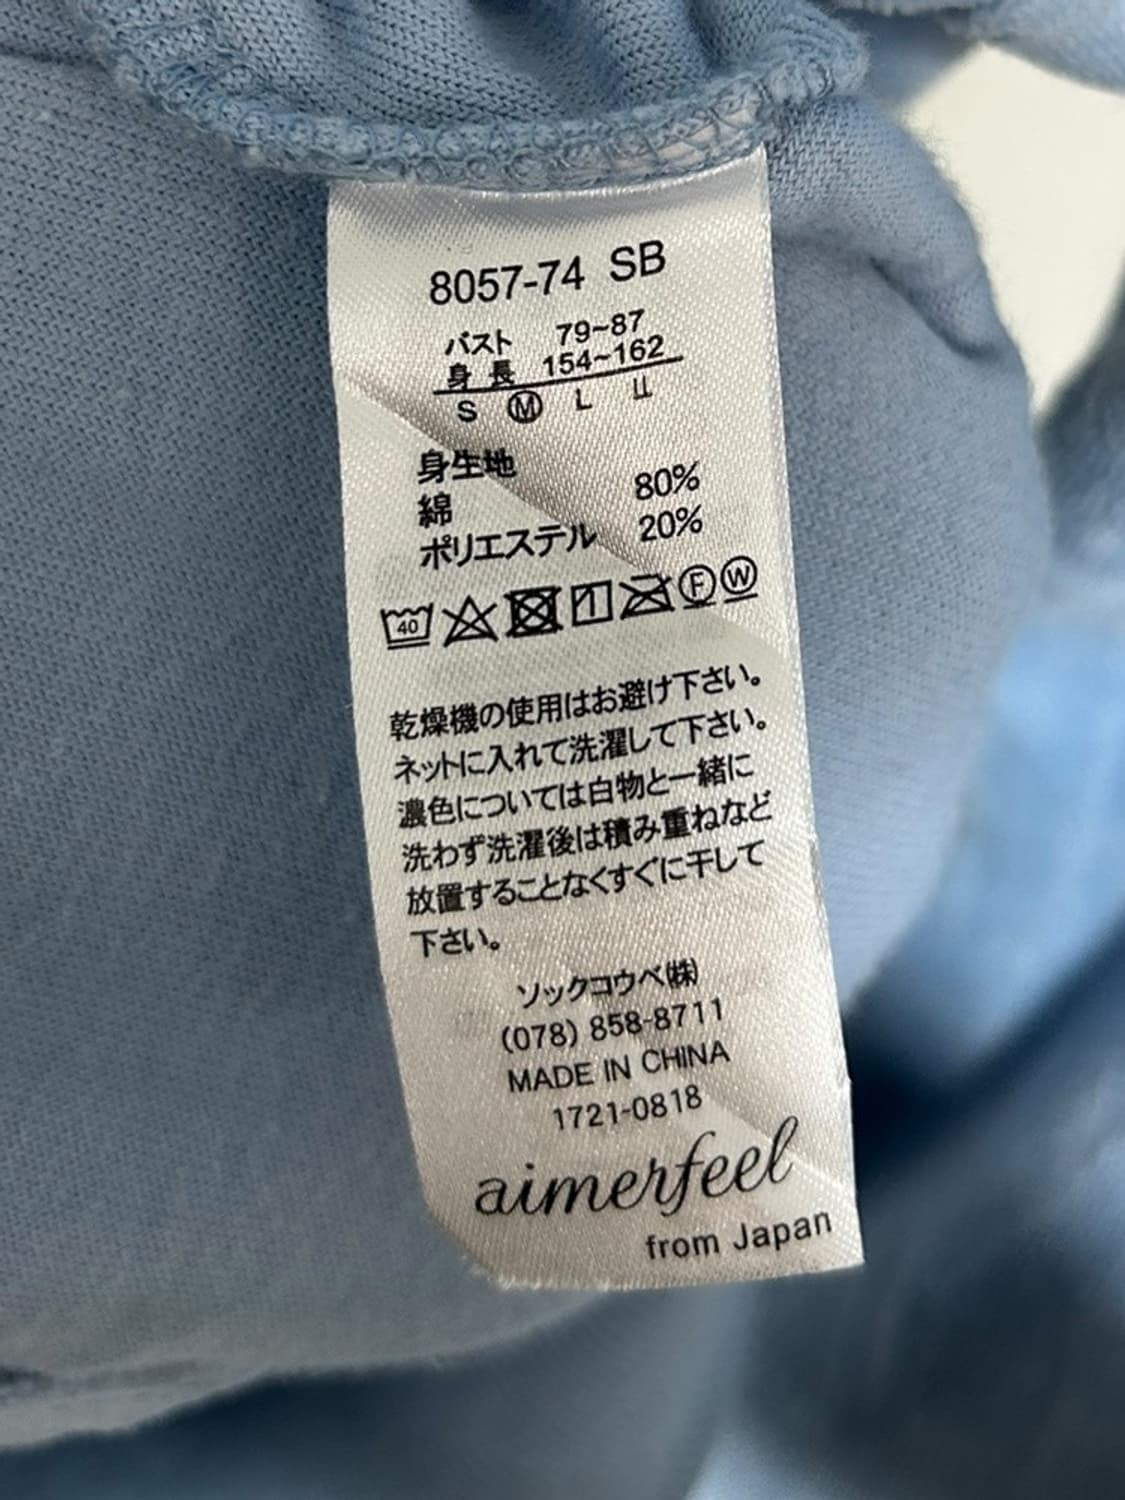 8057-74 SB
バスト 79~87
身長 154~162
S M L LL
身生地
綿 80%
ポリエステル 20%
40 F W
乾燥機の使用はお避け下さい。
ネットに入れて洗濯して下さい。
濃色については白物と一緒に
洗わず洗濯後は積み重ねなど
放置することなくすぐに干して
下さい。
ソックコウベ㈱
(078) 858-8711
MADE IN CHINA
1721-0818
aimerfeel
from Japan